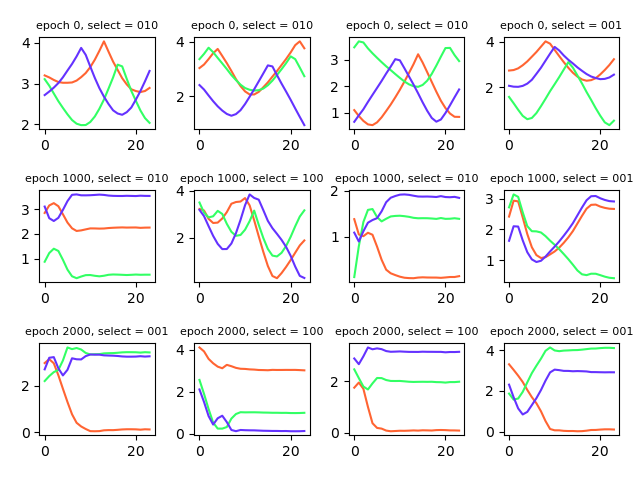 epoch 0, select = 010 epoch 0, select = 010 epoch 0, select = 010 epoch 0, select = 001
4 4 3 4
3 2 2 2
2 1
0 20 0 20 0 20 0 20
epoch 1000, select = 010 epoch 1000, select = 100 epoch 1000, select = 010 epoch 1000, select = 001
3 4 2 3
2 2 1 2
1 1
0 20 0 20 0 20 0 20
epoch 2000, select = 001 epoch 2000, select = 100 epoch 2000, select = 100 epoch 2000, select = 001
2 4 2 4
0 2 0 2
0 0
0 20 0 20 0 20 0 20